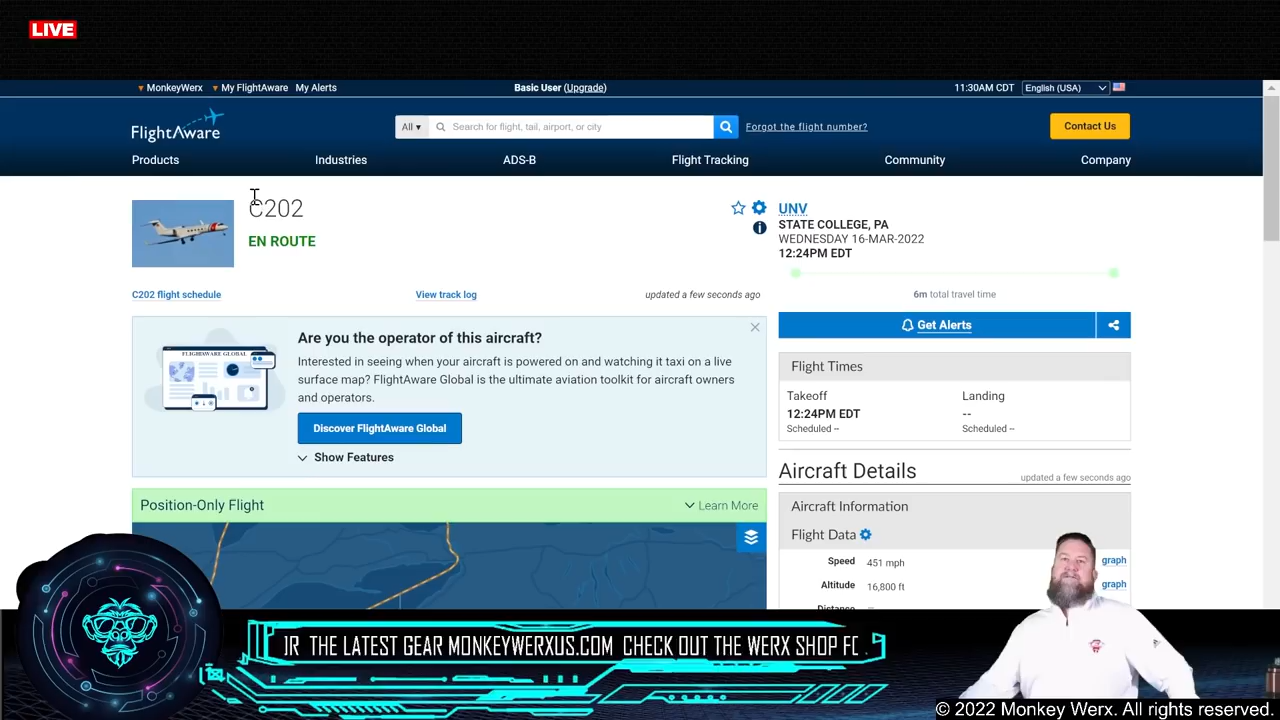 LIVE
MonkeyWerx My FlightAware My Alerts
Basic User (Upgrade)
11:30AM CDT English (USA)
FlightAware
All Search for flight, tail, airport, or city
Forgot the flight number?
Contact Us
Products Industries ADS-B Flight Tracking Community Company
C202
EN ROUTE
UNV
STATE COLLEGE, PA
WEDNESDAY 16-MAR-2022
12:24PM EDT
6m total travel time
C202 flight schedule View track log updated a few seconds ago
Get Alerts
Are you the operator of this aircraft?
Interested in seeing when your aircraft is powered on and watching it taxi on a live
surface map? FlightAware Global is the ultimate aviation toolkit for aircraft owners
and operators.
FLIGHTAWARE GLOBAL
Discover FlightAware Global
Show Features
Flight Times
Takeoff Landing
12:24PM EDT --
Scheduled -- Scheduled --
Aircraft Details updated a few seconds ago
Aircraft Information
Flight Data
Speed 451 mph graph
Altitude 16,800 ft graph
Distance --
Position-Only Flight Learn More
OR THE LATEST GEAR MONKEYWERXUS.COM CHECK OUT THE WERX SHOP FO
© 2022 Monkey Werx. All rights reserved.